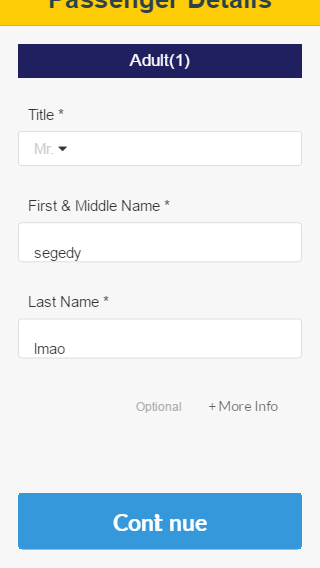 Passenger Details
Adult(1)
Title *
Mr.
First & Middle Name *
segedy
Last Name *
lmao
Optional + More Info
Cont nue